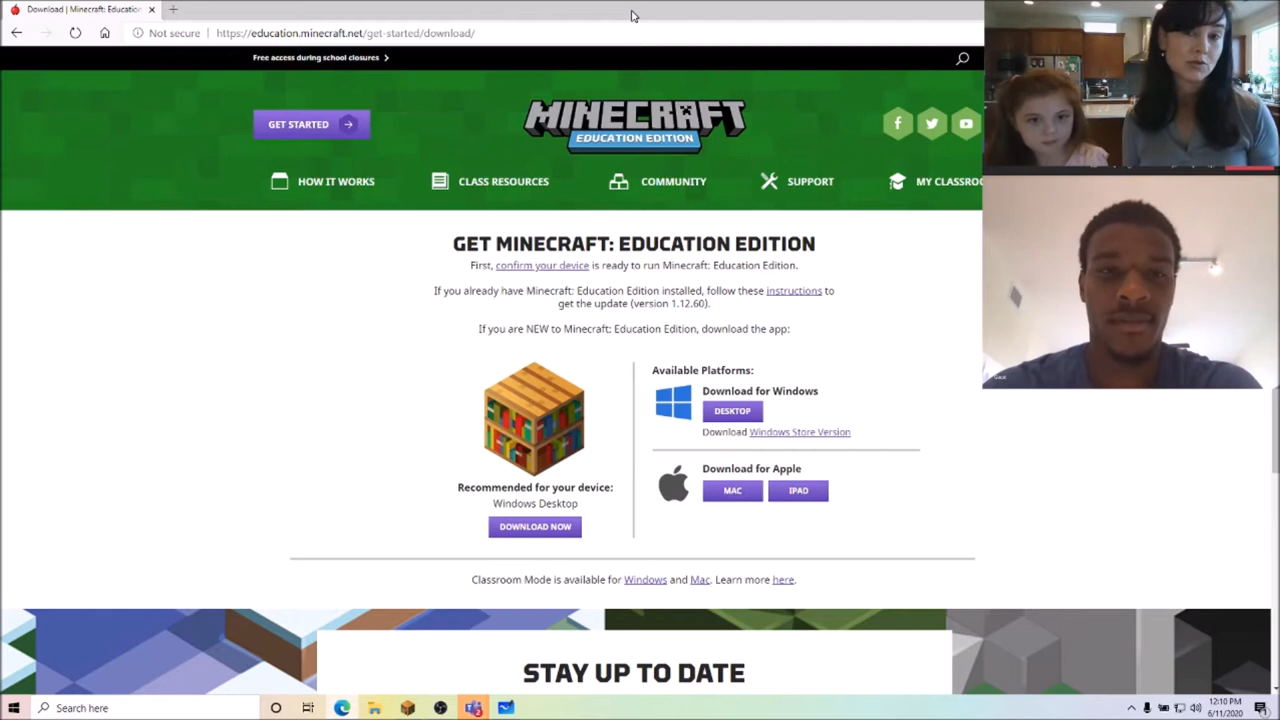 Download | Minecraft: Education
Not secure
https://education.minecraft.net/get-started/download/
Free access during school closures
GET STARTED
MINECRAFT
EDUCATION EDITION
HOW IT WORKS
CLASS RESOURCES
COMMUNITY
SUPPORT
MY CLASSRO
GET MINECRAFT: EDUCATION EDITION
First, confirm your device is ready to run Minecraft: Education Edition.
If you already have Minecraft: Education Edition installed, follow these instructions to
get the update (version 1.12.60).
If you are NEW to Minecraft: Education Edition, download the app:
Recommended for your device:
Windows Desktop
DOWNLOAD NOW
Available Platforms:
Download for Windows
DESKTOP
Download Windows Store Version
Download for Apple
MAC IPAD
Classroom Mode is available for Windows and Mac. Learn more here.
STAY UP TO DATE
Search here
12:10 PM
6/11/2020